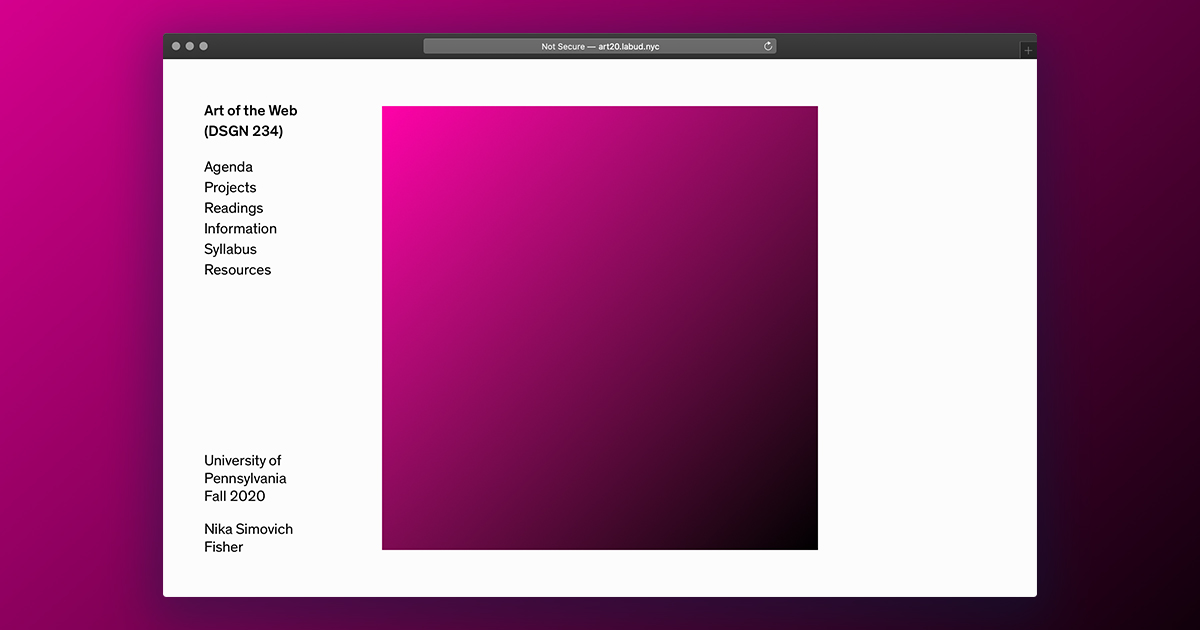 Not Secure — art20.labud.nyc
Art of the Web
(DSGN 234)
Agenda
Projects
Readings
Information
Syllabus
Resources
University of
Pennsylvania
Fall 2020
Nika Simovich
Fisher